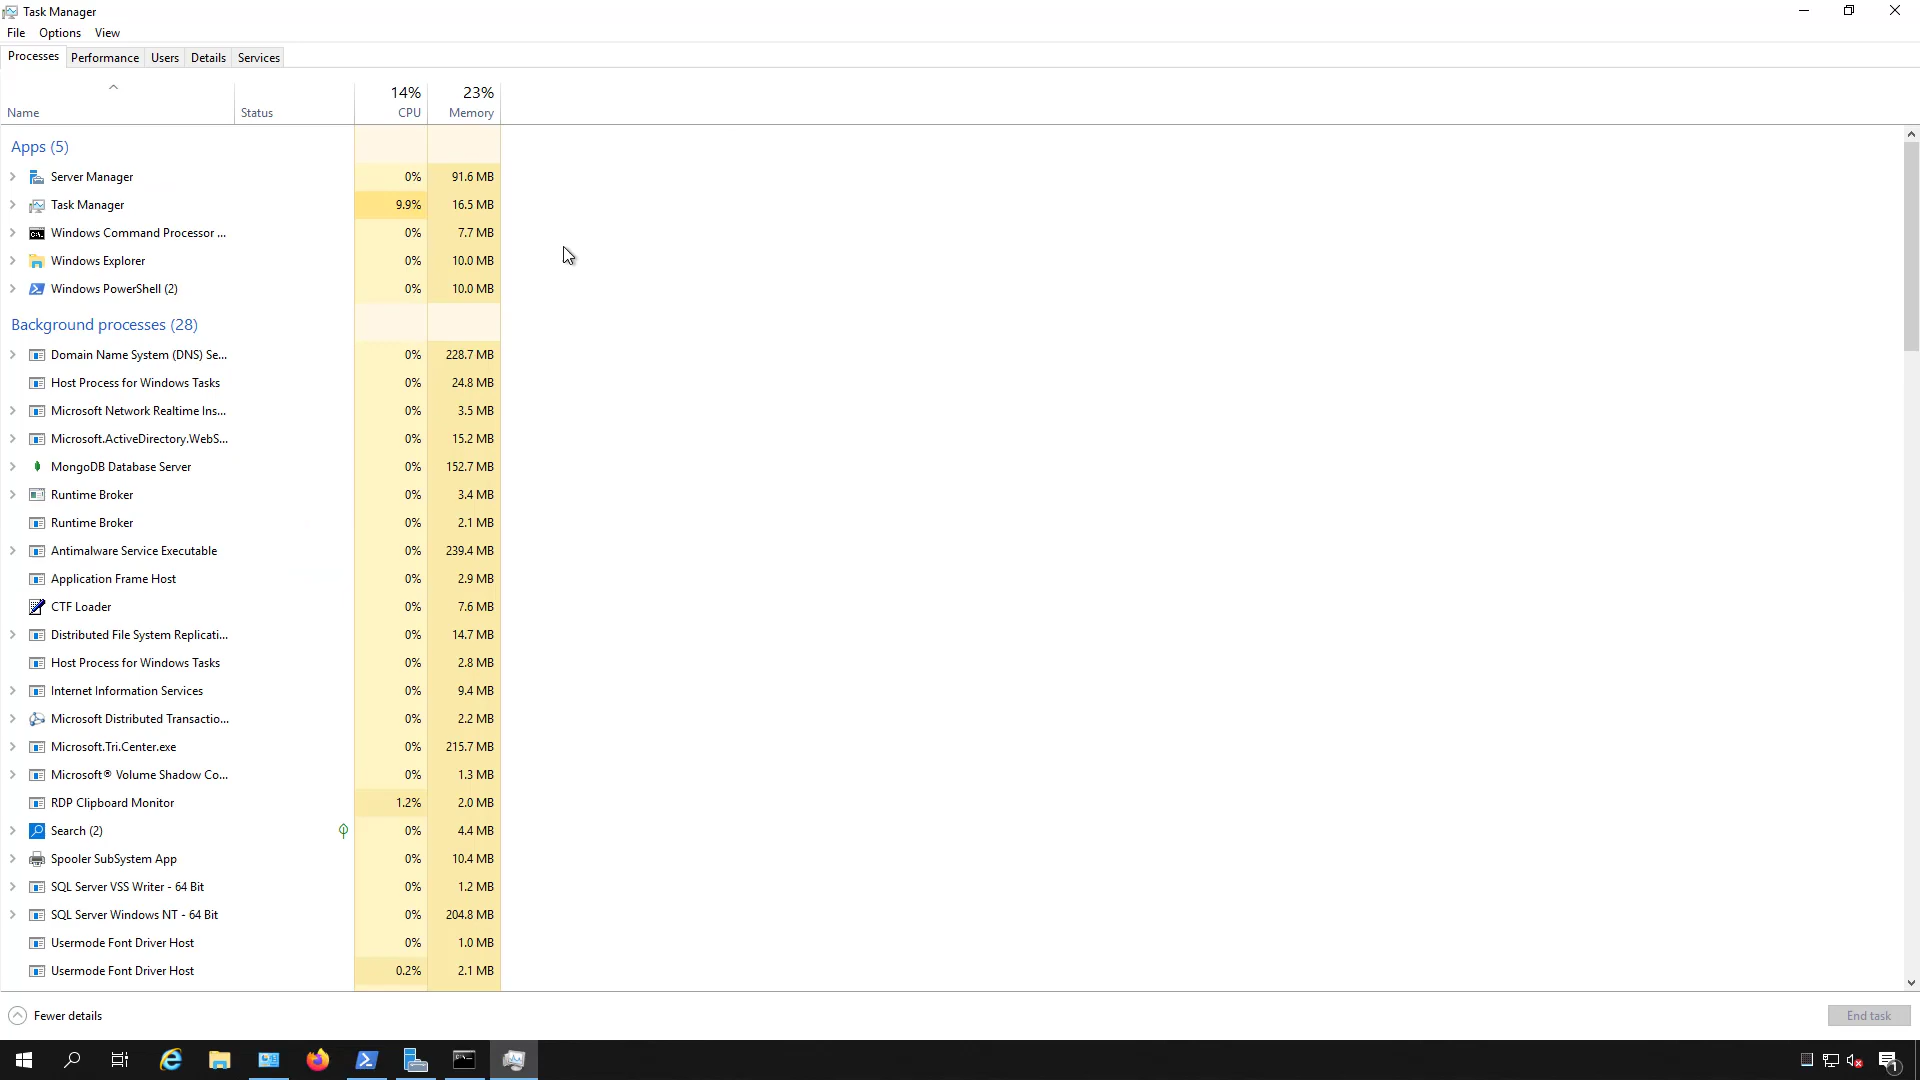 Task Manager
File Options View
Processes Performance Users Details Services
14% 23%
Name Status CPU Memory
Apps (5)
Server Manager 0% 91.6 MB
Task Manager 9.9% 16.5 MB
Windows Command Processor ... 0% 7.7 MB
Windows Explorer 0% 10.0 MB
Windows PowerShell (2) 0% 10.0 MB
Background processes (28)
Domain Name System (DNS) Se... 0% 228.7 MB
Host Process for Windows Tasks 0% 24.8 MB
Microsoft Network Realtime Ins... 0% 3.5 MB
Microsoft.ActiveDirectory.WebS... 0% 15.2 MB
MongoDB Database Server 0% 152.7 MB
Runtime Broker 0% 3.4 MB
Runtime Broker 0% 2.1 MB
Antimalware Service Executable 0% 239.4 MB
Application Frame Host 0% 2.9 MB
CTF Loader 0% 7.6 MB
Distributed File System Replicati... 0% 14.7 MB
Host Process for Windows Tasks 0% 2.8 MB
Internet Information Services 0% 9.4 MB
Microsoft Distributed Transactio... 0% 2.2 MB
Microsoft.Tri.Center.exe 0% 215.7 MB
Microsoft® Volume Shadow Co... 0% 1.3 MB
RDP Clipboard Monitor 1.2% 2.0 MB
Search (2) 0% 4.4 MB
Spooler SubSystem App 0% 10.4 MB
SQL Server VSS Writer - 64 Bit 0% 1.2 MB
SQL Server Windows NT - 64 Bit 0% 204.8 MB
Usermode Font Driver Host 0% 1.0 MB
Usermode Font Driver Host 0.2% 2.1 MB
Fewer details End task
1